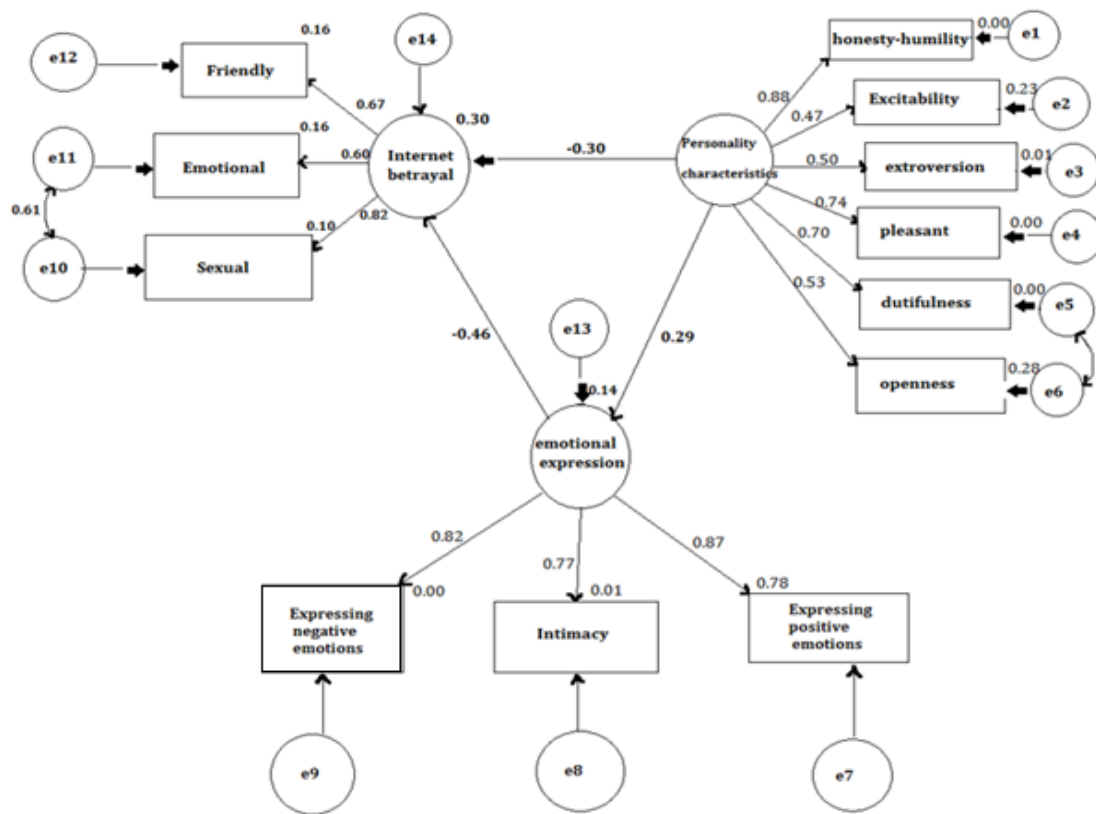 0.16
e14
0.00
e1
honesty-humility
e12
Friendly
0.88
0.23
e2
Excitability
0.67
0.47
0.16
0.30
Personality
characteristics
e11
Emotional
0.60
Internet
betrayal
-0.30
0.50
extroversion
0.01
e3
0.74
0.61
0.82
0.10
0.70
pleasant
0.00
e4
e10
Sexual
0.53
dutifulness
0.00
e5
-0.46
e13
0.29
openness
0.28
e6
0.14
emotional
expression
0.82
0.77
0.87
0.00
0.01
0.78
Expressing
negative
emotions
Intimacy
Expressing
positive
emotions
e9
e8
e7